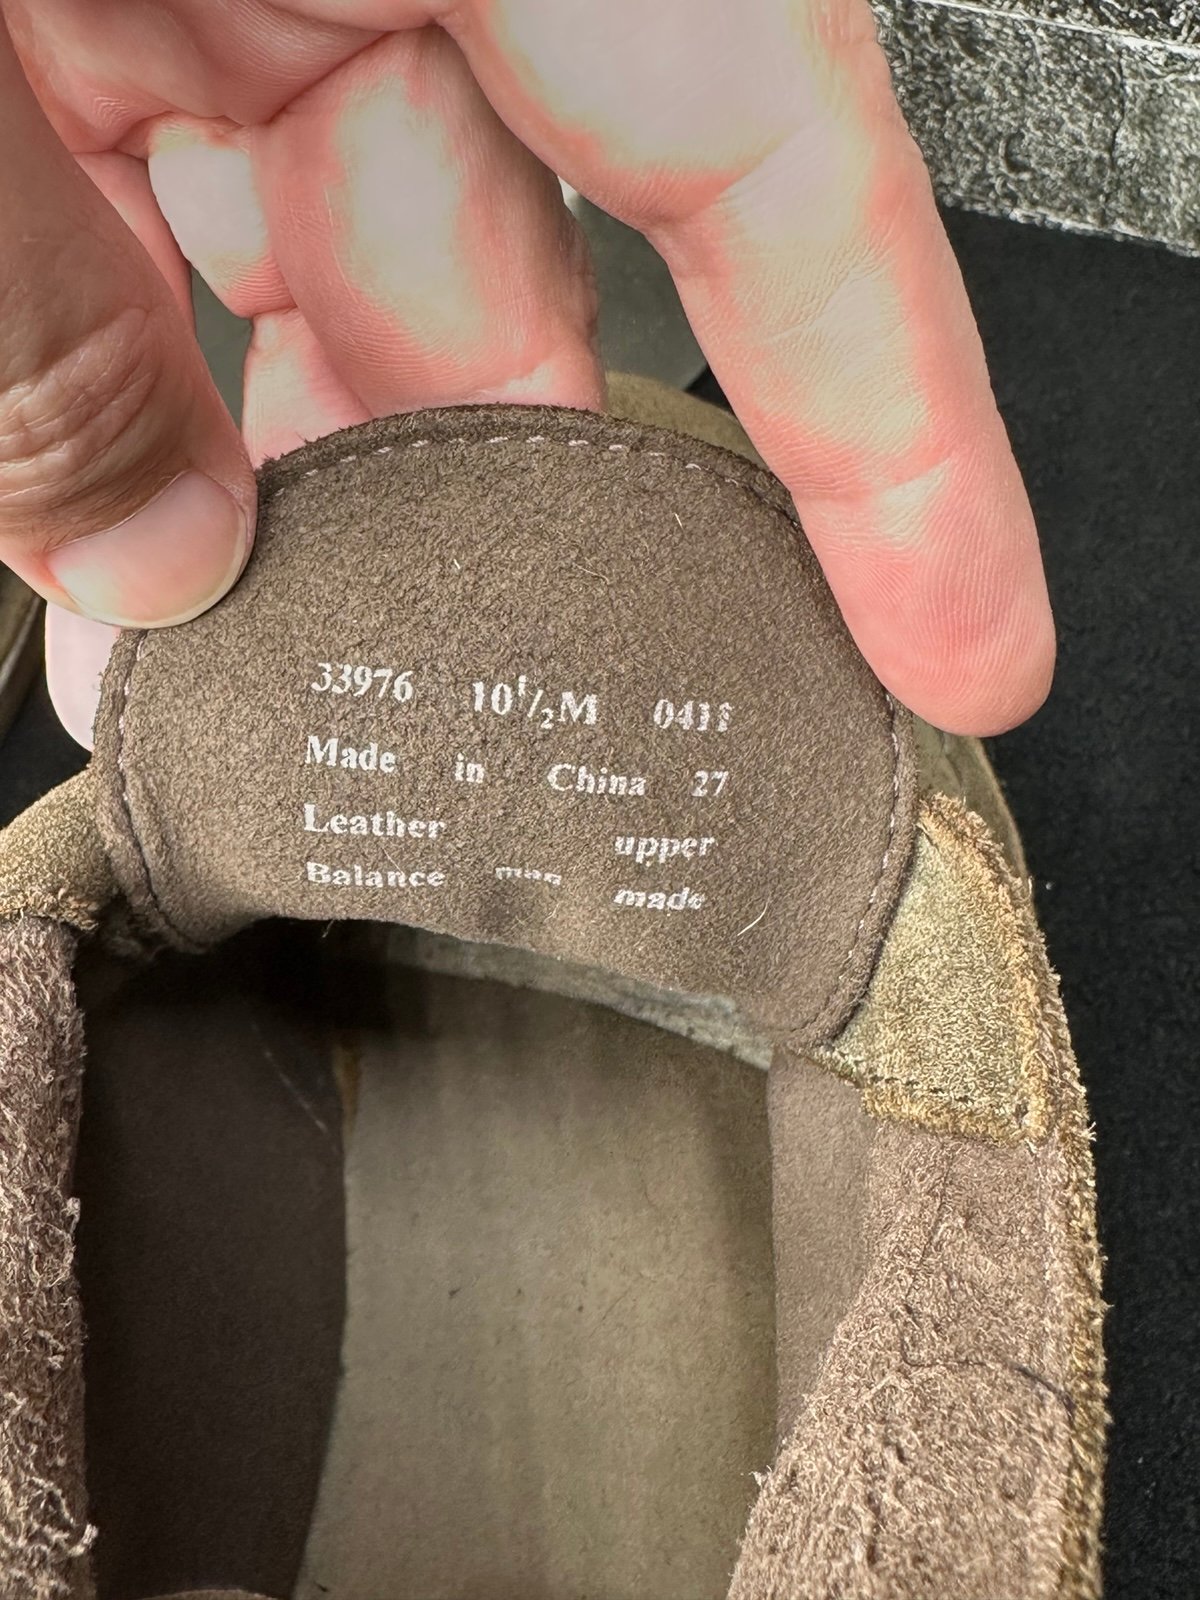 33976 10½M 0411
Made in China 27
Leather upper
Balance man made